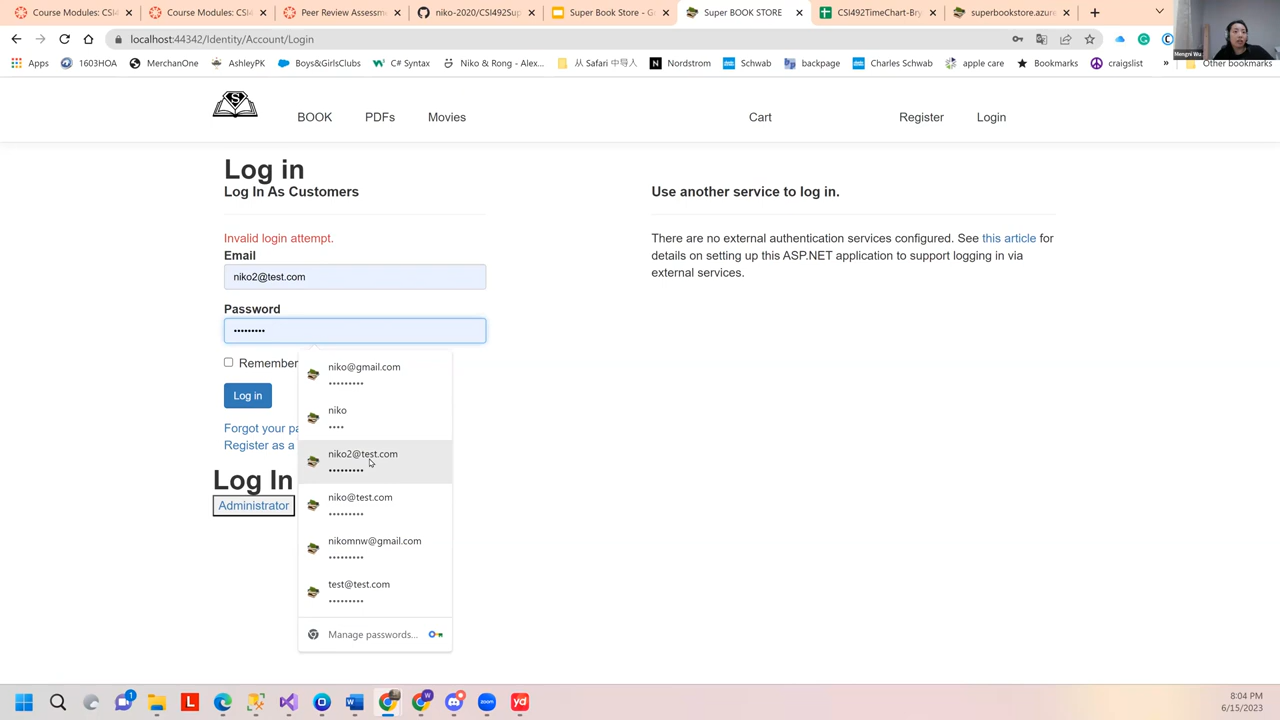 Course Modules: CSI4
Course Modules: CSI4
Peer Review Assessm
niko-2020/CSI492Sup
Super Book Store - G
Super BOOK STORE
CSI492TimeChart-Bry
superbookstore.azure
localhost:44342/Identity/Account/Login
Mengni Wu
Apps
1603HOA
MerchanOne
AshleyPK
Boys&GirlsClubs
C# Syntax
Niko & Rong - Alex...
从 Safari 中导入
Nordstrom
Schwab
backpage
Charles Schwab
apple care
Bookmarks
craigslist
»
Other bookmarks
S
BOOK
PDFs
Movies
Cart
Register
Login
Log in
Log In As Customers
Invalid login attempt.
Email
niko2@test.com
Password
•••••••••
Remember
niko@gmail.com
•••••••••
Log in
niko
••••
Forgot your pa
Register as a
niko2@test.com
•••••••••
Log In
Administrator
niko@test.com
•••••••••
nikomnw@gmail.com
•••••••••
test@test.com
•••••••••
Manage passwords...
Use another service to log in.
There are no external authentication services configured. See this article for
details on setting up this ASP.NET application to support logging in via
external services.
1
L
W
W
zoom
yd
8:04 PM
6/15/2023